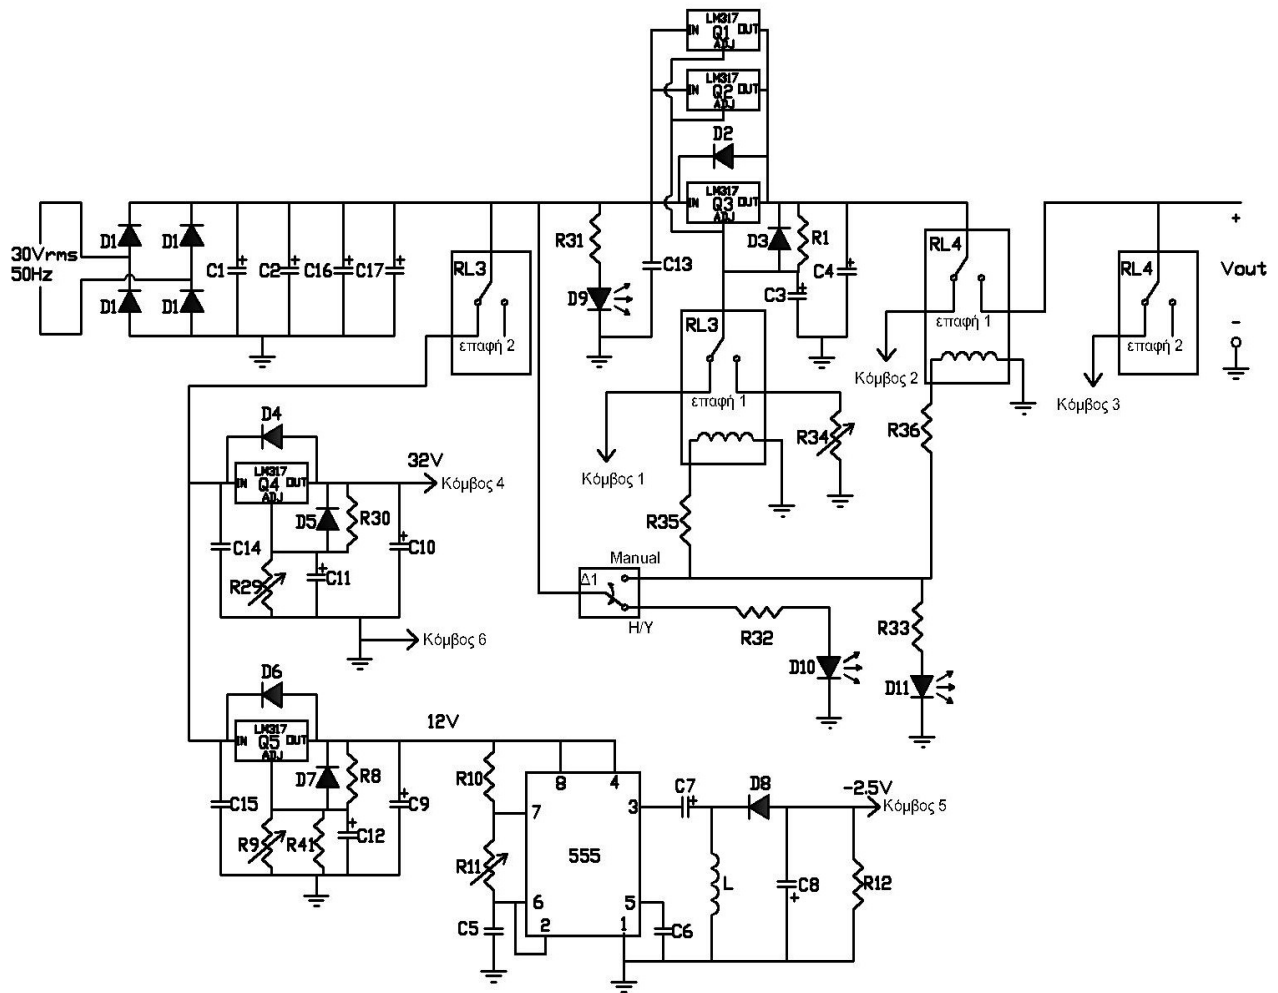 LM317
IN Q1 OUT
ADJ
LM317
IN Q2 OUT
ADJ
D2
LM317
IN Q3 OUT
ADJ
30Vrms
50Hz
D1
D1
D1
D1
C1
C2
C16
C17
RL3
επαφή 2
R31
D9
C13
D3
R1
C3
C4
RL3
επαφή 1
Κόμβος 1
R34
RL4
επαφή 1
Κόμβος 2
R36
RL4
επαφή 2
Κόμβος 3
+
Vout
-
D4
LM317
IN Q4 OUT
ADJ
32V
Κόμβος 4
D5
R30
C14
C10
R29
C11
Κόμβος 6
R35
Manual
Δ1
Η/Υ
R32
D10
R33
D11
D6
LM317
IN Q5 OUT
ADJ
12V
D7
R8
C15
C9
R9
R41
C12
R10
R11
C5
8
4
7
3
555
6
5
2
1
C7
D8
-2.5V
Κόμβος 5
L
C8
R12
C6